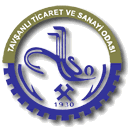 TAVŞANLI TİCARET VE SANAYİ ODASI
1930